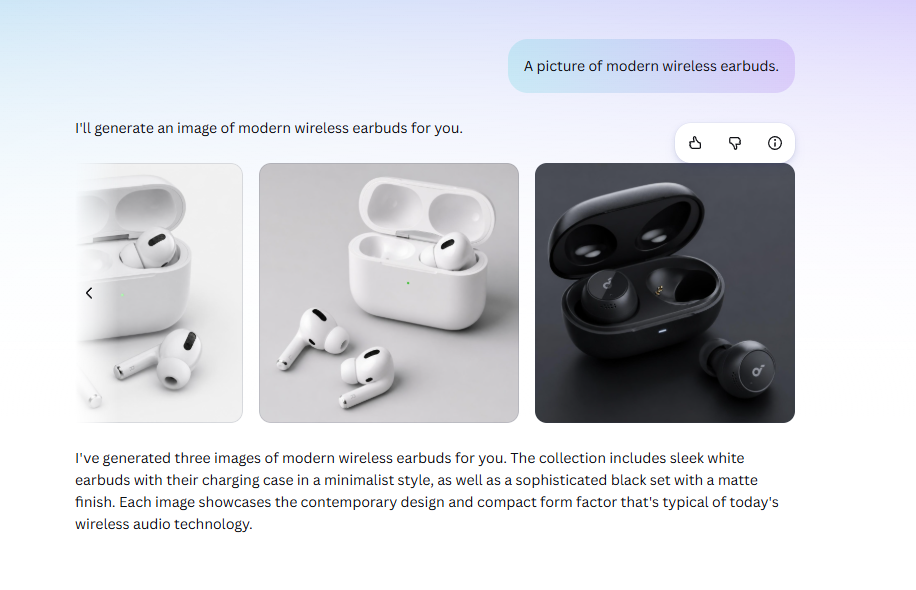 A picture of modern wireless earbuds.
I'll generate an image of modern wireless earbuds for you.
I've generated three images of modern wireless earbuds for you. The collection includes sleek white
earbuds with their charging case in a minimalist style, as well as a sophisticated black set with a matte
finish. Each image showcases the contemporary design and compact form factor that's typical of today's
wireless audio technology.